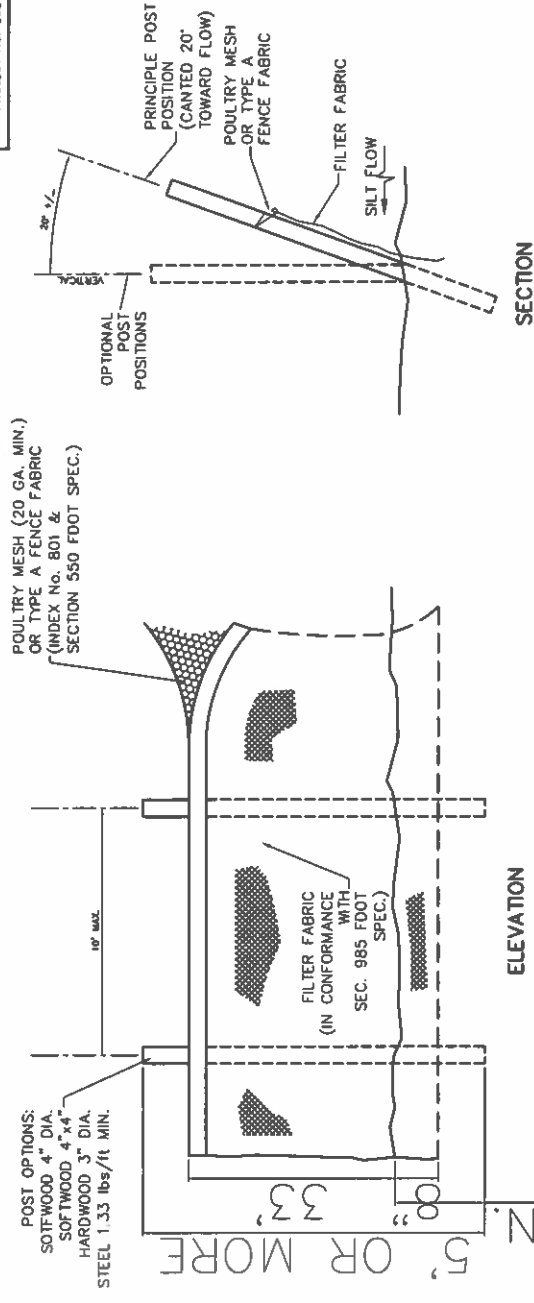 POST OPTIONS:
SOTFWOOD 4" DIA.
SOFTWOOD 4"x4"
HARDWOOD 3" DIA.
STEEL 1.33 lbs/ft MIN.
10' MAX.
POULTRY MESH (20 GA. MIN.)
OR TYPE A FENCE FABRIC
(INDEX No. 801 &
SECTION 550 FDOT SPEC.)
FILTER FABRIC
(IN CONFORMANCE
WITH
SEC. 985 FDOT
SPEC.)
5' OR MORE
33'
8"
N.
ELEVATION
OPTIONAL
POST
POSITIONS
VERTICAL
20° +/_
PRINCIPLE POST
POSITION
(CANTED 20°
TOWARD FLOW)
POULTRY MESH
OR TYPE A
FENCE FABRIC
FILTER FABRIC
SILT FLOW
SECTION